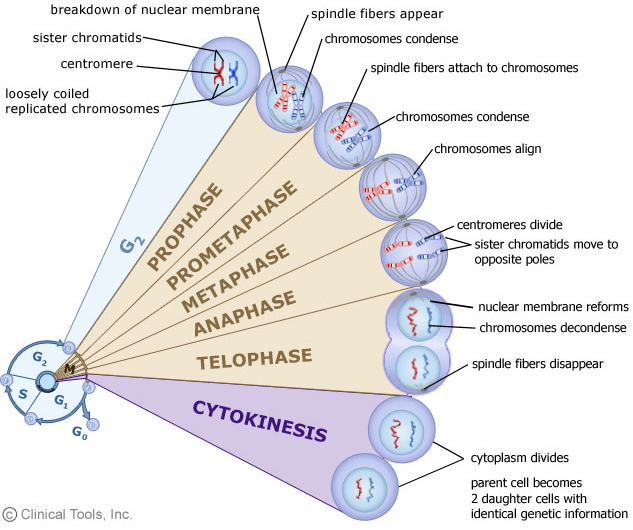 breakdown of nuclear membrane
sister chromatids
centromere
loosely coiled
replicated chromosomes
spindle fibers appear
chromosomes condense
spindle fibers attach to chromosomes
chromosomes condense
chromosomes align
centromeres divide
sister chromatids move to
opposite poles
nuclear membrane reforms
chromosomes decondense
spindle fibers disappear
cytoplasm divides
parent cell becomes
2 daughter cells with
identical genetic information
G2
PROPHASE
PROMETAPHASE
METAPHASE
ANAPHASE
TELOPHASE
CYTOKINESIS
G2
M
S
G1
G0
© Clinical Tools, Inc.